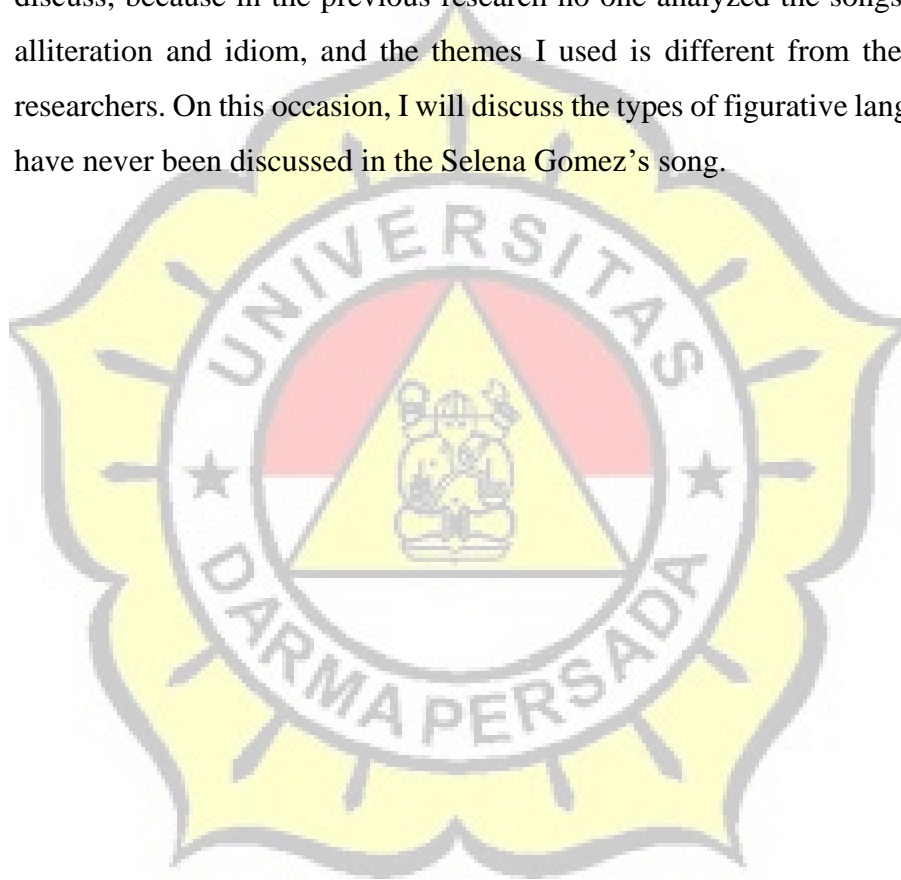 discuss, because in the previous research no one analyzed the songs
alliteration and idiom, and the themes I used is different from the
researchers. On this occasion, I will discuss the types of figurative
have never been discussed in the Selena Gomez’s song.
UNIVERSITAS
DARMA PERSADA